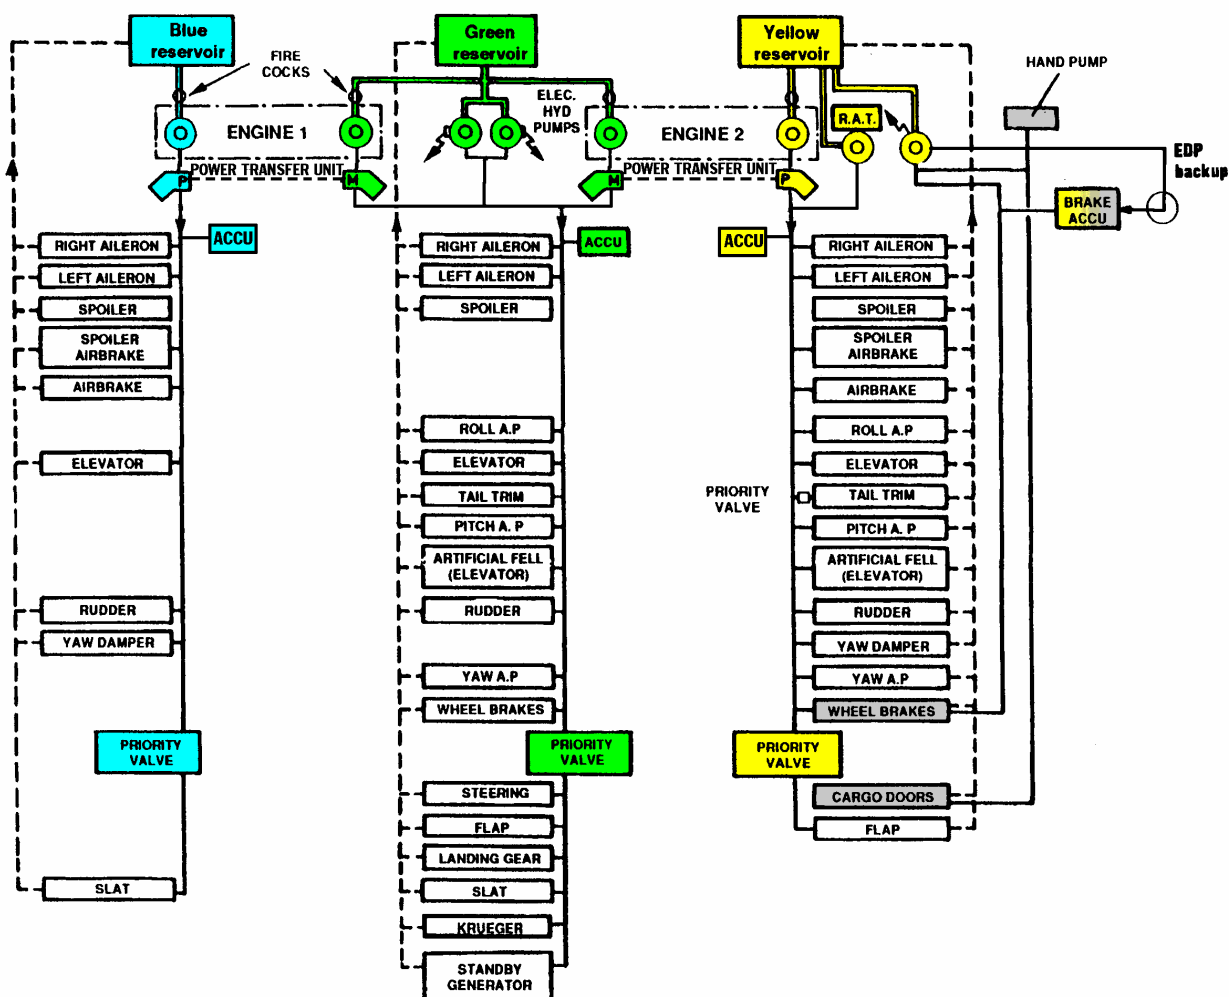 Blue
reservoir
Green
reservoir
Yellow
reservoir
FIRE
COCKS
HAND PUMP
ELEC.
HYD
PUMPS
ENGINE 1
ENGINE 2
R.A.T.
EDP
backup
POWER TRANSFER UNIT
POWER TRANSFER UNIT
P
M
M
P
BRAKE
ACCU
ACCU
ACCU
ACCU
RIGHT AILERON
LEFT AILERON
SPOILER
SPOILER
AIRBRAKE
AIRBRAKE
ELEVATOR
RUDDER
YAW DAMPER
PRIORITY
VALVE
SLAT
RIGHT AILERON
LEFT AILERON
SPOILER
ROLL A.P
ELEVATOR
TAIL TRIM
PITCH A. P
ARTIFICIAL FELL
(ELEVATOR)
RUDDER
YAW A.P
WHEEL BRAKES
PRIORITY
VALVE
STEERING
FLAP
LANDING GEAR
SLAT
KRUEGER
STANDBY
GENERATOR
RIGHT AILERON
LEFT AILERON
SPOILER
SPOILER
AIRBRAKE
AIRBRAKE
ROLL A.P
ELEVATOR
PRIORITY
VALVE
TAIL TRIM
PITCH A. P
ARTIFICIAL FELL
(ELEVATOR)
RUDDER
YAW DAMPER
YAW A.P
WHEEL BRAKES
PRIORITY
VALVE
CARGO DOORS
FLAP